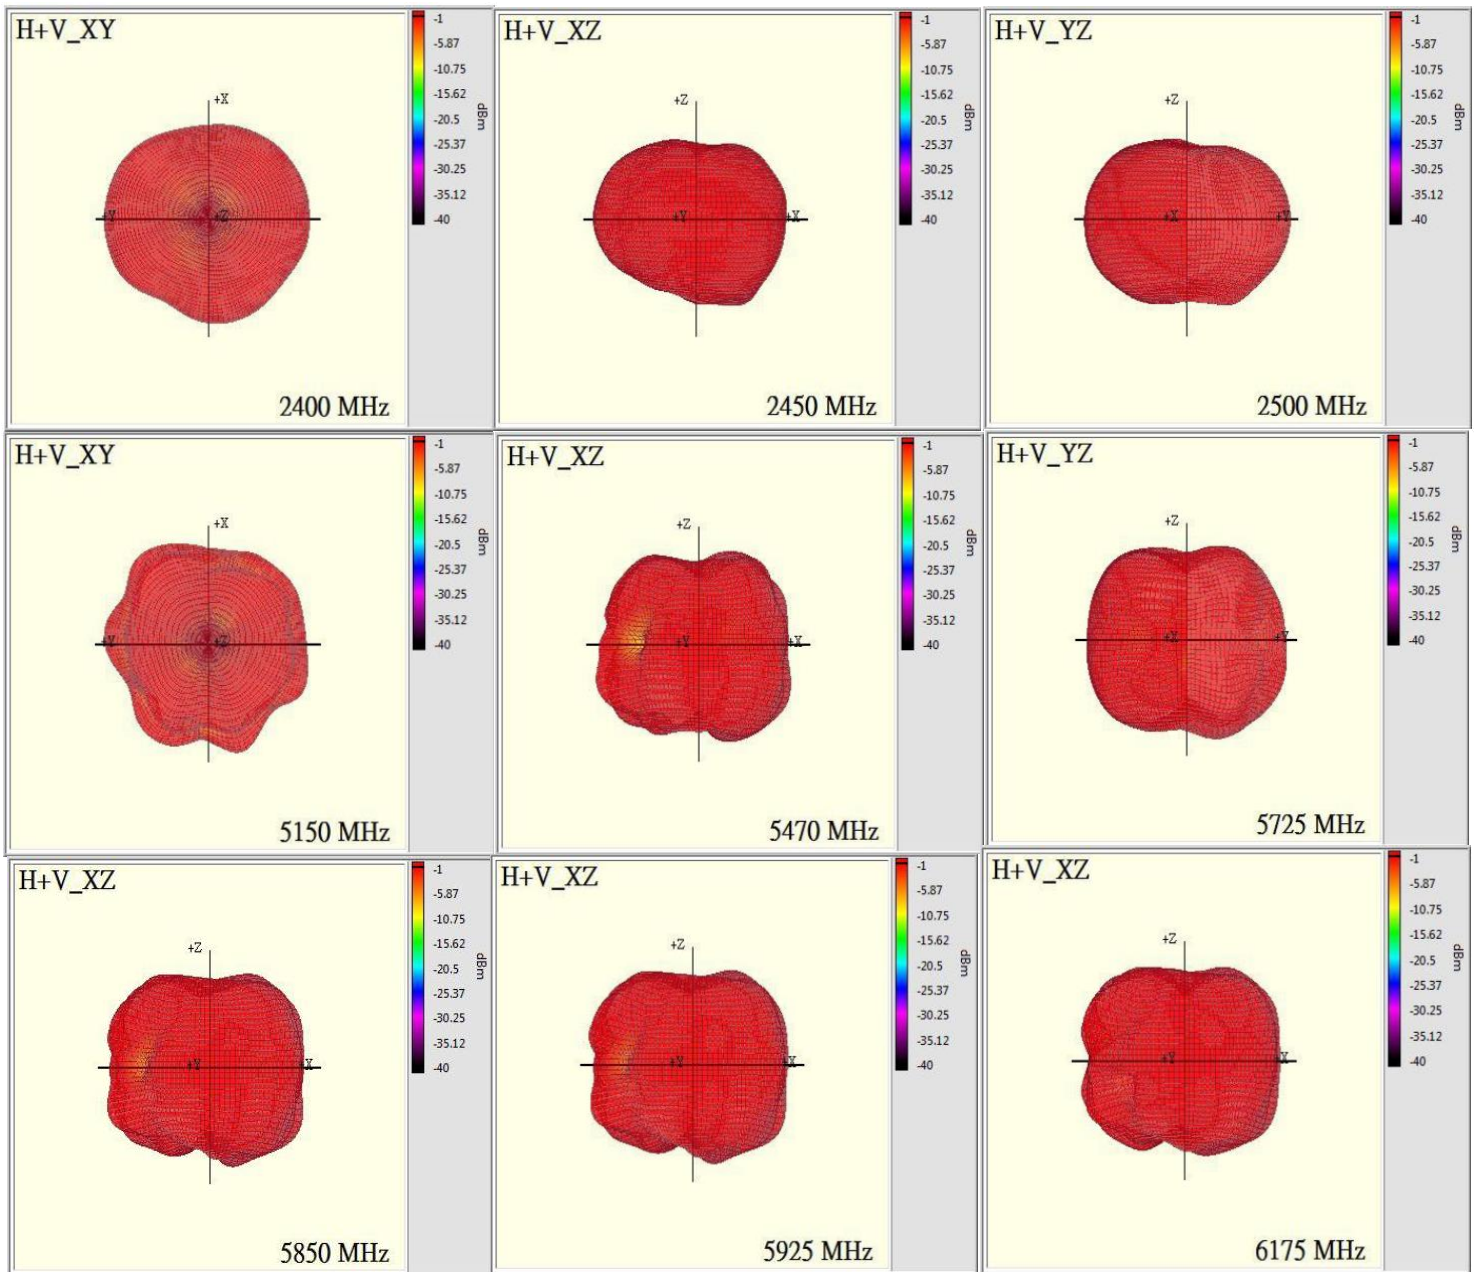 H+V_XY
+X
+Y
+Z
-1
-5.87
-10.75
-15.62
-20.5
-25.37
-30.25
-35.12
-40
dBm
2400 MHz
H+V_XZ
+Z
+Y
+X
-1
-5.87
-10.75
-15.62
-20.5
-25.37
-30.25
-35.12
-40
dBm
2450 MHz
H+V_YZ
+Z
+X
+Y
-1
-5.87
-10.75
-15.62
-20.5
-25.37
-30.25
-35.12
-40
dBm
2500 MHz
H+V_XY
+X
+Y
+Z
-1
-5.87
-10.75
-15.62
-20.5
-25.37
-30.25
-35.12
-40
dBm
5150 MHz
H+V_XZ
+Z
+Y
+X
-1
-5.87
-10.75
-15.62
-20.5
-25.37
-30.25
-35.12
-40
dBm
5470 MHz
H+V_YZ
+Z
+X
+Y
-1
-5.87
-10.75
-15.62
-20.5
-25.37
-30.25
-35.12
-40
dBm
5725 MHz
H+V_XZ
+Z
+Y
+X
-1
-5.87
-10.75
-15.62
-20.5
-25.37
-30.25
-35.12
-40
dBm
5850 MHz
H+V_XZ
+Z
+Y
+X
-1
-5.87
-10.75
-15.62
-20.5
-25.37
-30.25
-35.12
-40
dBm
5925 MHz
H+V_XZ
+Z
+Y
+X
-1
-5.87
-10.75
-15.62
-20.5
-25.37
-30.25
-35.12
-40
dBm
6175 MHz